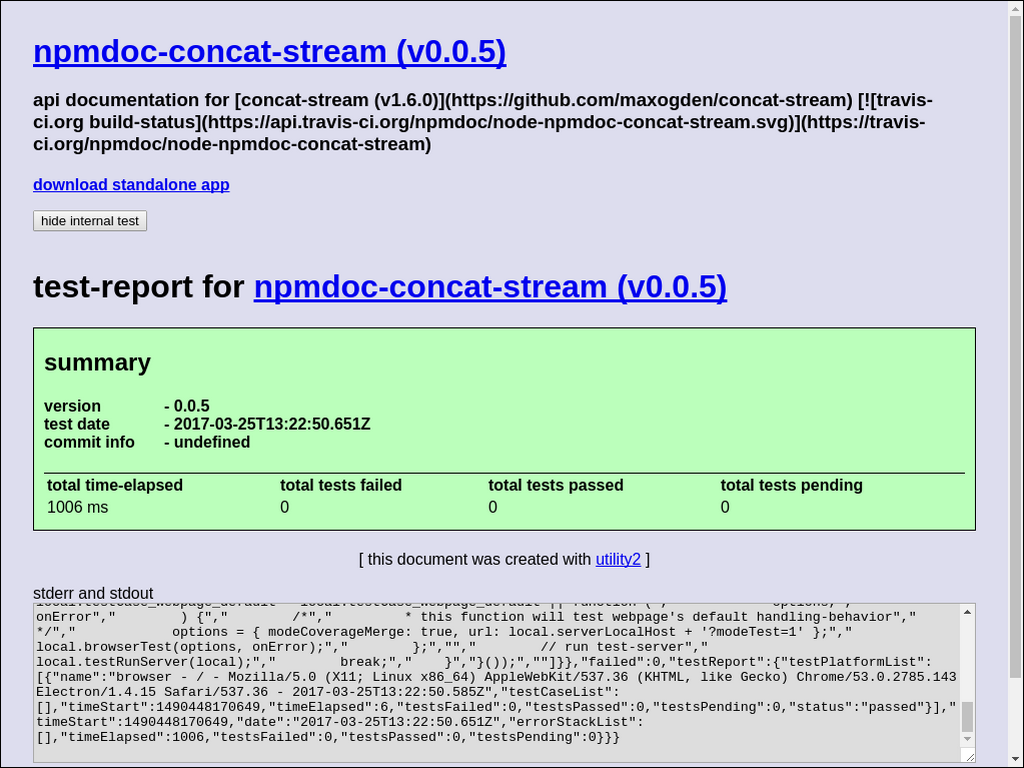 npmdoc-concat-stream (v0.0.5)
api documentation for [concat-stream (v1.6.0)](https://github.com/maxogden/concat-stream) [![travis-
ci.org build-status](https://api.travis-ci.org/npmdoc/node-npmdoc-concat-stream.svg)](https://travis-
ci.org/npmdoc/node-npmdoc-concat-stream)
download standalone app
hide internal test
test-report for npmdoc-concat-stream (v0.0.5)
summary
version - 0.0.5
test date - 2017-03-25T13:22:50.651Z
commit info - undefined
total time-elapsed total tests failed total tests passed total tests pending
1006 ms 0 0 0
[ this document was created with utility2 ]
stderr and stdout
onError","        ) {","        /*","         * this function will test webpage's default handling-behavior","
*/","            options = { modeCoverageMerge: true, url: local.serverLocalHost + '?modeTest=1' };","
local.browserTest(options, onError);","        };","","        // run test-server","
local.testRunServer(local);","        break;","    }","}());",""]}},"failed":0,"testReport":{"testPlatformList":
[{"name":"browser - / - Mozilla/5.0 (X11; Linux x86_64) AppleWebKit/537.36 (KHTML, like Gecko) Chrome/53.0.2785.143
Electron/1.4.15 Safari/537.36 - 2017-03-25T13:22:50.585Z","testCaseList":
[],"timeStart":1490448170649,"timeElapsed":6,"testsFailed":0,"testsPassed":0,"testsPending":0,"status":"passed"}],"
timeStart":1490448170649,"date":"2017-03-25T13:22:50.651Z","errorStackList":
[],"timeElapsed":1006,"testsFailed":0,"testsPassed":0,"testsPending":0}}}